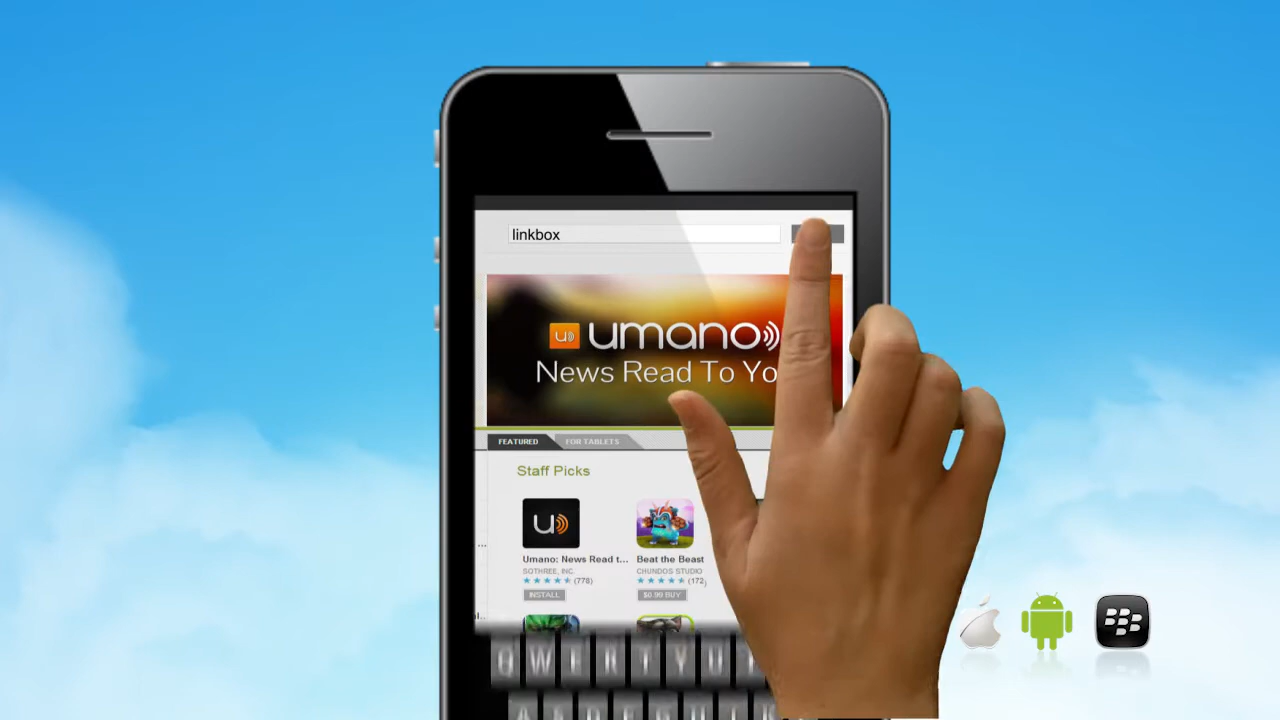 linkbox
umano
News Read To Yo
FEATURED
FOR TABLETS
Staff Picks
Umano: News Read t...
SOTHREE, INC
(778)
INSTALL
Beat the Beast
CHUNDOS STUDIO
(172)
$0.99 BUY
Q W E R T Y U